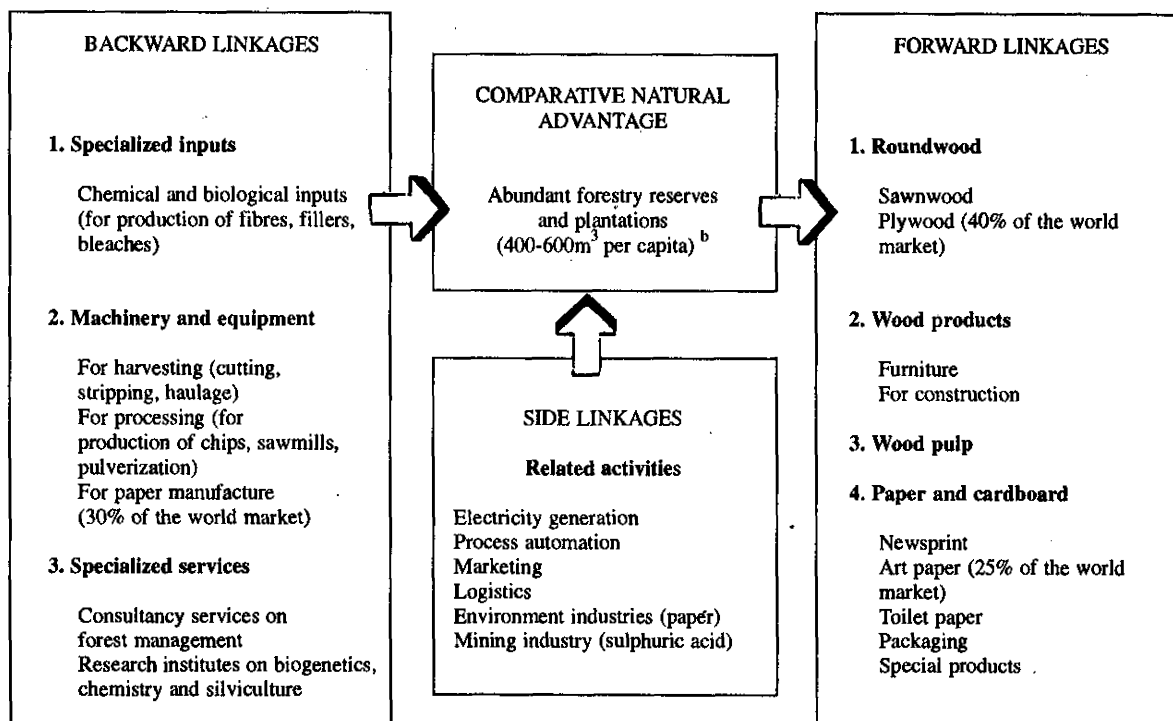 BACKWARD LINKAGES
1. Specialized inputs
Chemical and biological inputs
(for production of fibres, fillers,
bleaches)
2. Machinery and equipment
For harvesting (cutting,
stripping, haulage)
For processing (for
production of chips, sawmills,
pulverization)
For paper manufacture
(30% of the world market)
3. Specialized services
Consultancy services on
forest management
Research institutes on biogenetics,
chemistry and silviculture
COMPARATIVE NATURAL
ADVANTAGE
Abundant forestry reserves
and plantations
(400-600m³ per capita) ᵇ
SIDE LINKAGES
Related activities
Electricity generation
Process automation
Marketing
Logistics
Environment industries (paper)
Mining industry (sulphuric acid)
FORWARD LINKAGES
1. Roundwood
Sawnwood
Plywood (40% of the world
market)
2. Wood products
Furniture
For construction
3. Wood pulp
4. Paper and cardboard
Newsprint
Art paper (25% of the world
market)
Toilet paper
Packaging
Special products